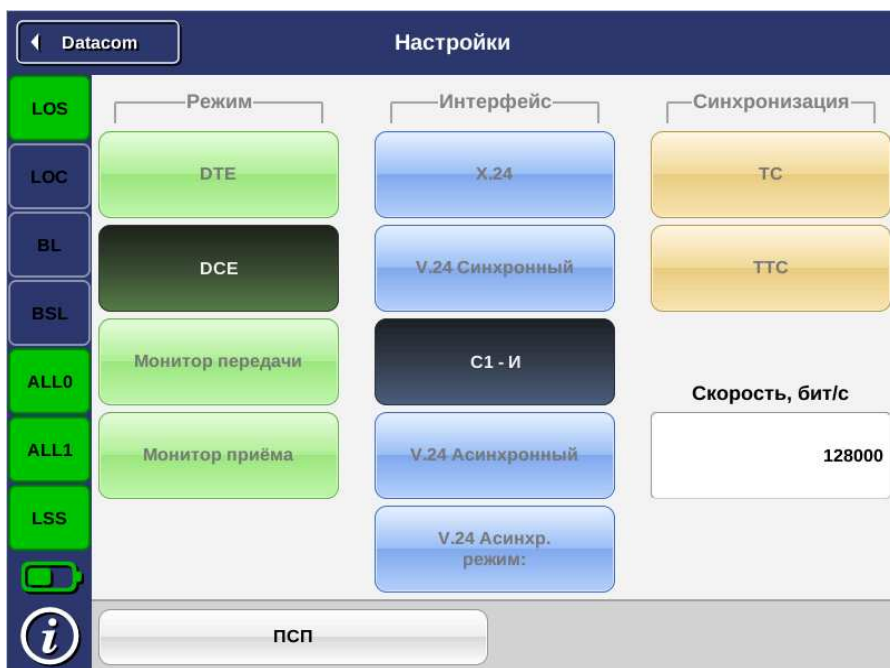 Datacom
Настройки
LOS
LOC
BL
BSL
ALL0
ALL1
LSS
i
Режим
DTE
DCE
Монитор передачи
Монитор приёма
Интерфейс
X.24
V.24 Синхронный
С1 - И
V.24 Асинхронный
V.24 Асинхр.
режим:
Синхронизация
TC
TTC
Скорость, бит/с
128000
ПСП